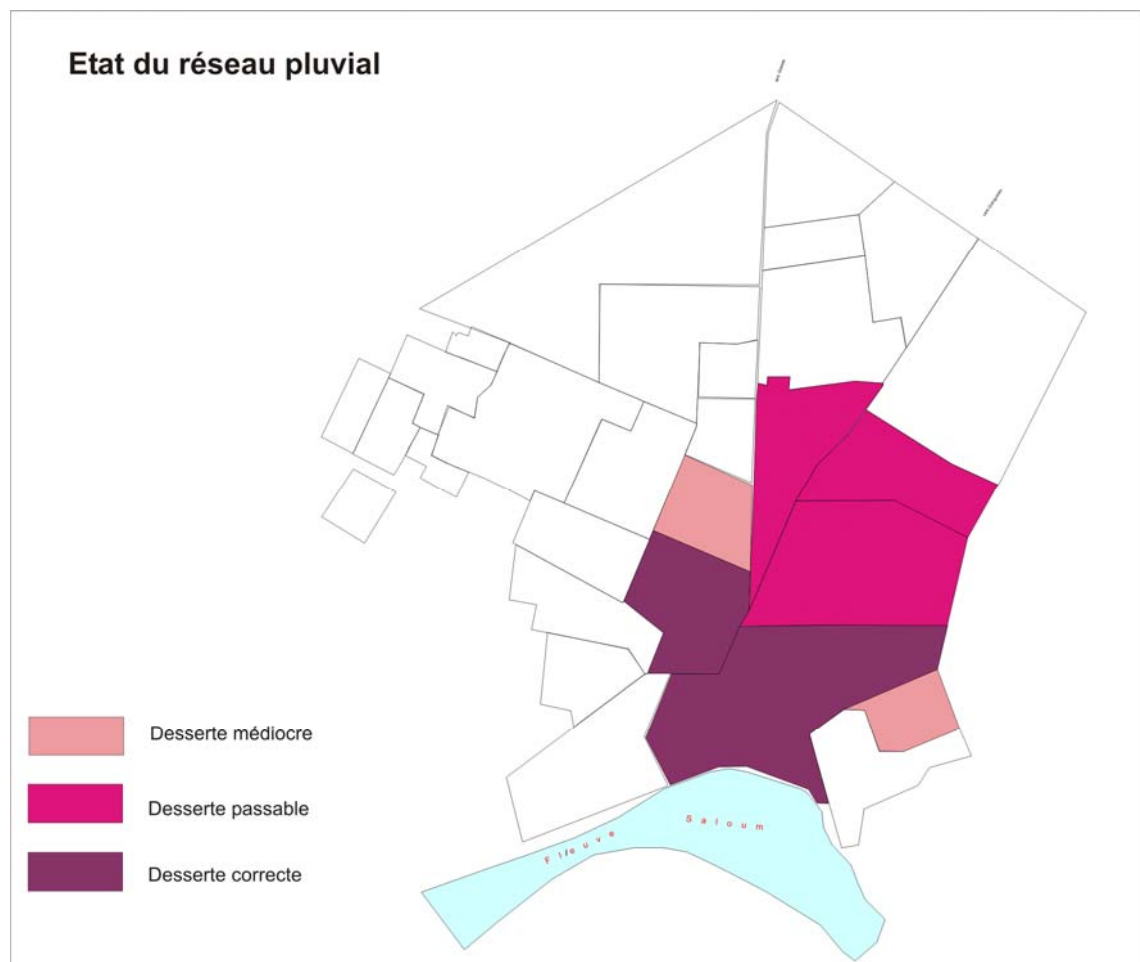 Etat du réseau pluvial
Desserte médiocre
Desserte passable
Desserte correcte
Fleuve Saloum